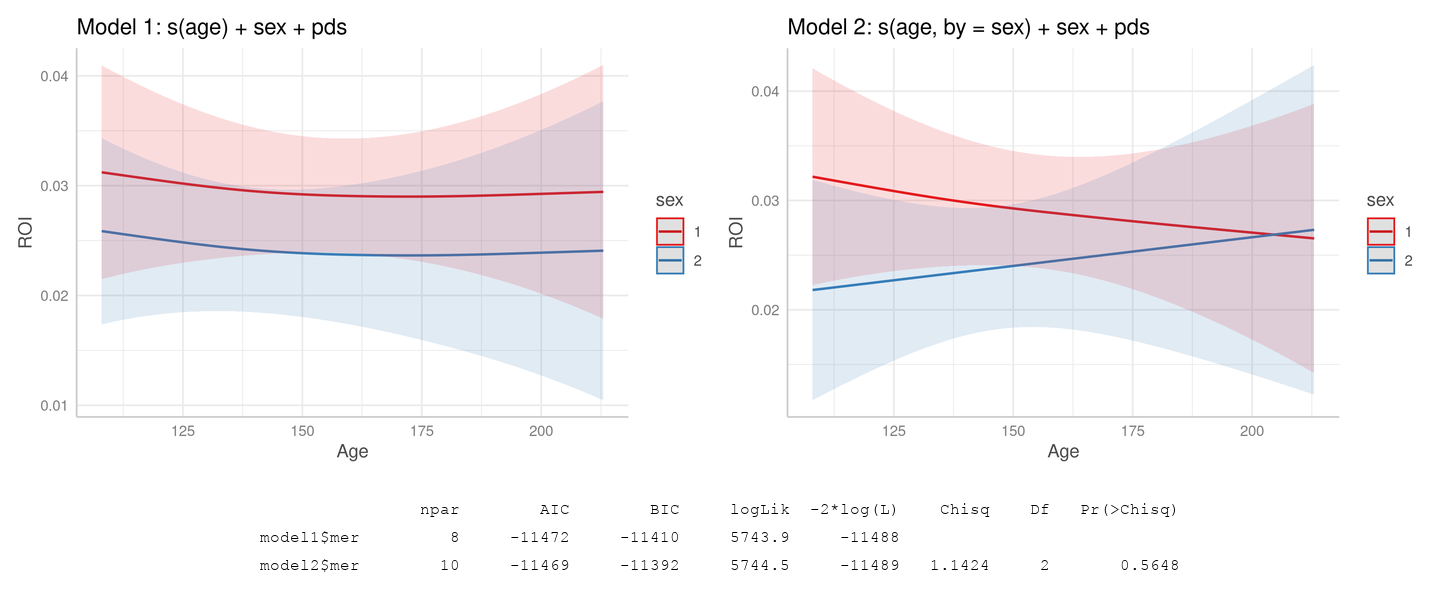 Model 1: s(age) + sex + pds
0.04
0.03
0.02
0.01
ROI
125 150 175 200
Age
sex
1
2
Model 2: s(age, by = sex) + sex + pds
0.04
0.03
0.02
ROI
125 150 175 200
Age
sex
1
2
npar AIC BIC logLik -2*log(L) Chisq Df Pr(>Chisq)
model1$mer 8 -11472 -11410 5743.9 -11488
model2$mer 10 -11469 -11392 5744.5 -11489 1.1424 2 0.5648